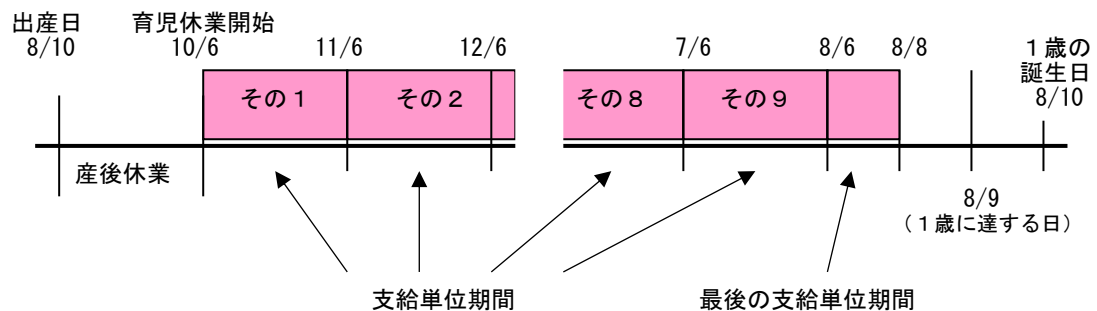 出産日
8/10
育児休業開始
10/6
11/6
12/6
7/6
8/6
8/8
１歳の
誕生日
8/10
その１
その２
その８
その９
産後休業
8/9
（１歳に達する日）
支給単位期間
最後の支給単位期間